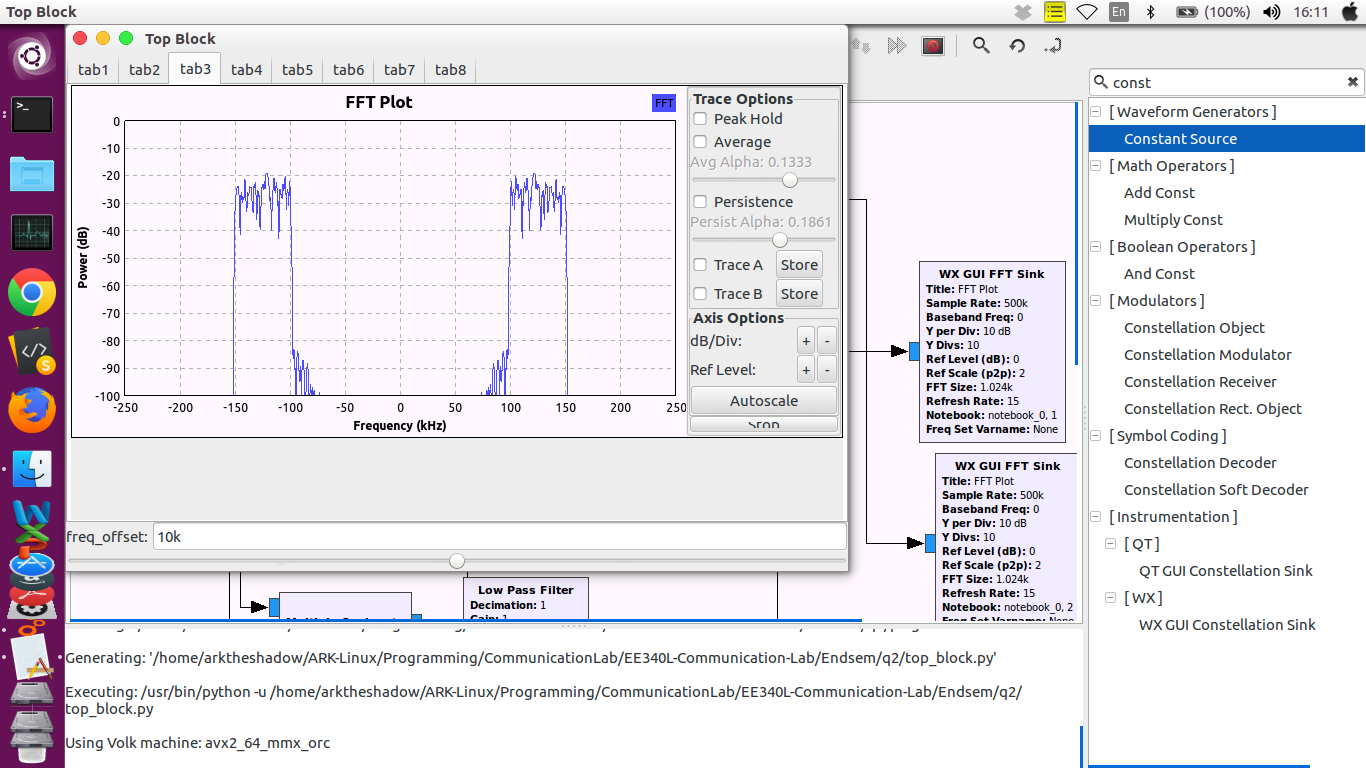 Top Block
En
(100%)
16:11
Top Block
tab1 tab2 tab3 tab4 tab5 tab6 tab7 tab8
FFT Plot
FFT
Power (dB)
0
-10
-20
-30
-40
-50
-60
-70
-80
-90
-100
-250 -200 -150 -100 -50 0 50 100 150 200 250
Frequency (kHz)
Trace Options
Peak Hold
Average
Avg Alpha: 0.1333
Persistence
Persist Alpha: 0.1861
Trace A Store
Trace B Store
Axis Options
dB/Div: + -
Ref Level: + -
Autoscale
Stop
freq_offset: 10k
WX GUI FFT Sink
Title: FFT Plot
Sample Rate: 500k
Baseband Freq: 0
Y per Div: 10 dB
Y Divs: 10
Ref Level (dB): 0
Ref Scale (p2p): 2
FFT Size: 1.024k
Refresh Rate: 15
Notebook: notebook_0, 1
Freq Set Varname: None
WX GUI FFT Sink
Title: FFT Plot
Sample Rate: 500k
Baseband Freq: 0
Y per Div: 10 dB
Y Divs: 10
Ref Level (dB): 0
Ref Scale (p2p): 2
FFT Size: 1.024k
Refresh Rate: 15
Notebook: notebook_0, 2
Freq Set Varname: None
Low Pass Filter
Decimation: 1
Gain: 1
const
[ Waveform Generators ]
Constant Source
[ Math Operators ]
Add Const
Multiply Const
[ Boolean Operators ]
And Const
[ Modulators ]
Constellation Object
Constellation Modulator
Constellation Receiver
Constellation Rect. Object
[ Symbol Coding ]
Constellation Decoder
Constellation Soft Decoder
[ Instrumentation ]
[ QT ]
QT GUI Constellation Sink
[ WX ]
WX GUI Constellation Sink
Generating: '/home/arktheshadow/ARK-Linux/Programming/CommunicationLab/EE340L-Communication-Lab/Endsem/q2/top_block.py'
Executing: /usr/bin/python -u /home/arktheshadow/ARK-Linux/Programming/CommunicationLab/EE340L-Communication-Lab/Endsem/q2/
top_block.py
Using Volk machine: avx2_64_mmx_orc